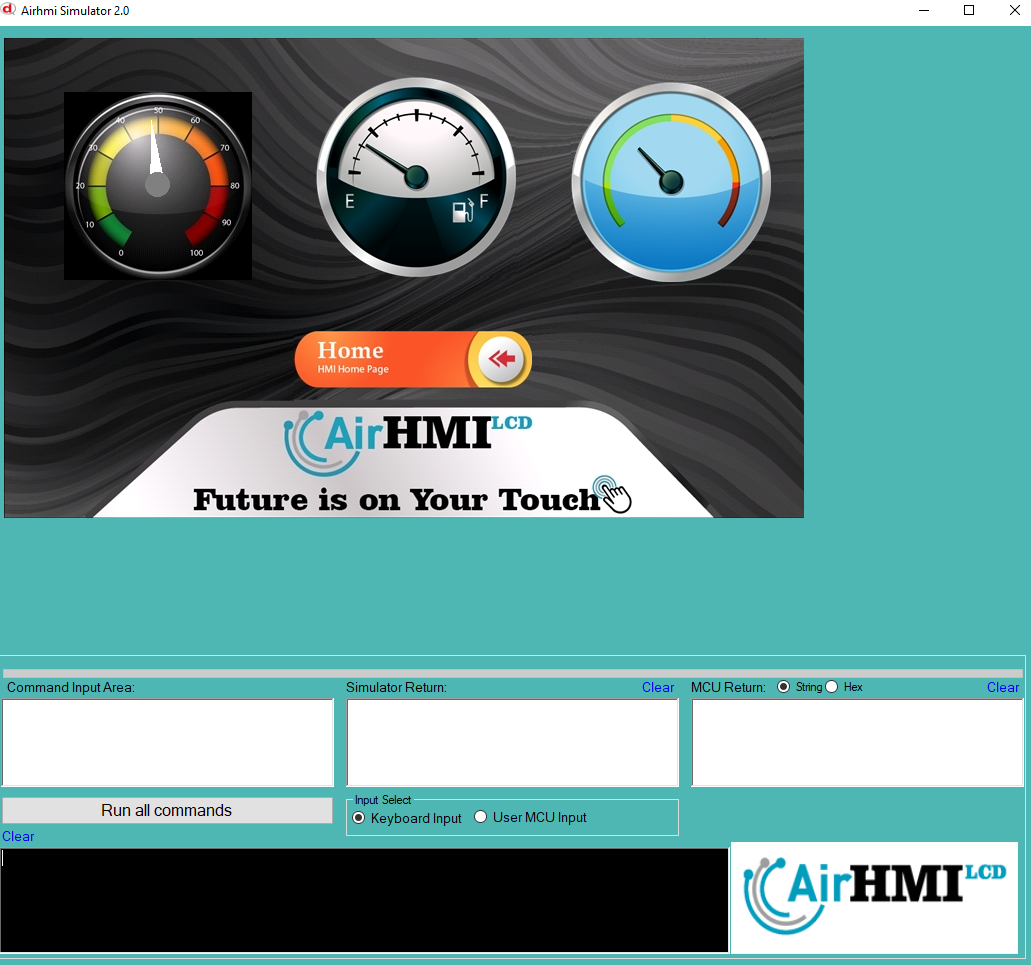 Airhmi Simulator 2.0
50
40
60
30
70
20
80
10
90
0
100
E
F
Home
HMI Home Page
AirHMI LCD
Future is on Your Touch
Command Input Area:
Simulator Return:
Clear
MCU Return:
String
Hex
Clear
Run all commands
Input Select
Keyboard Input
User MCU Input
Clear
AirHMI LCD